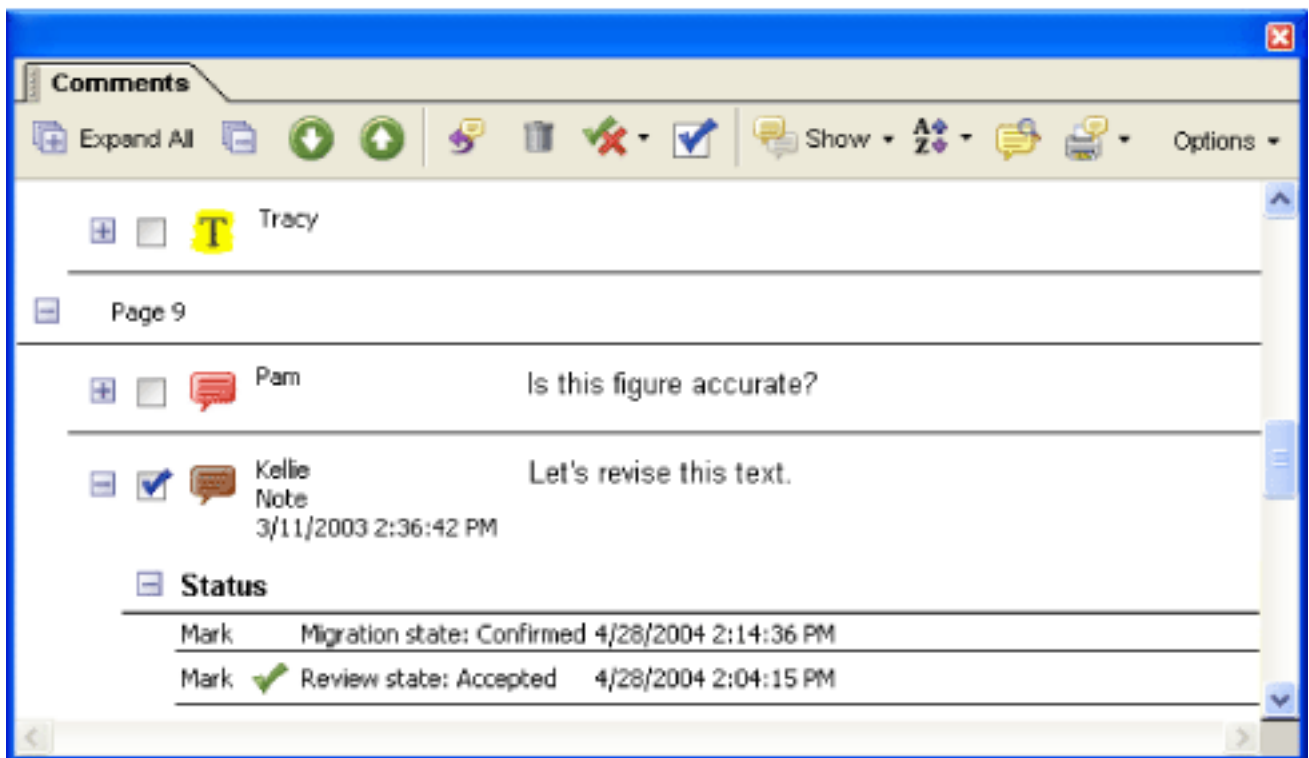 Comments
Expand All Show A Z Options
T Tracy
Page 9
Pam Is this figure accurate?
Kellie Let's revise this text.
Note
3/11/2003 2:36:42 PM
Status
Mark Migration state: Confirmed 4/28/2004 2:14:36 PM
Mark Review state: Accepted 4/28/2004 2:04:15 PM